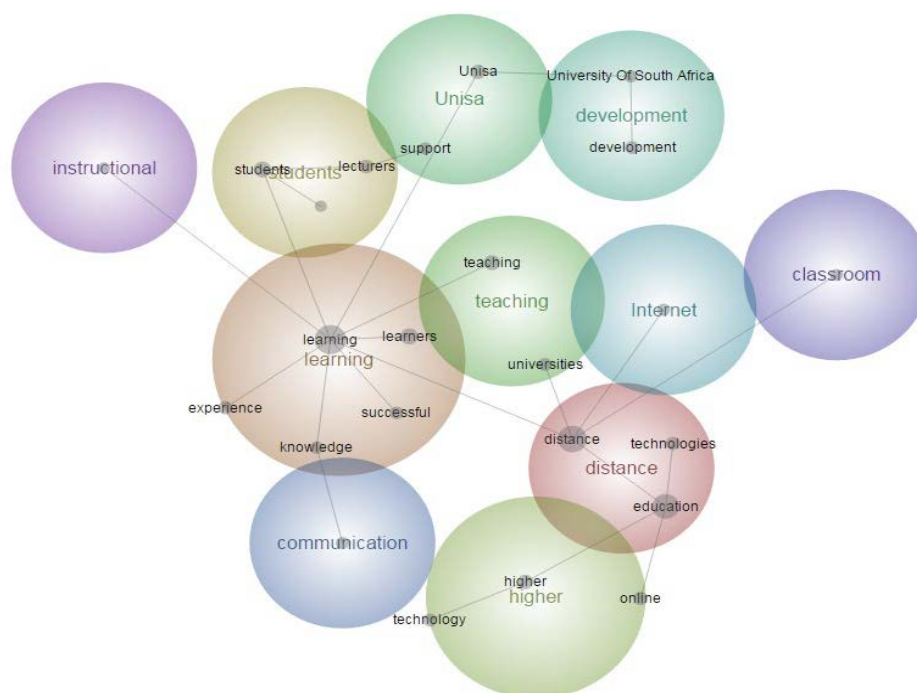 Unisa
University Of South Africa
Unisa
development
support
development
instructional
students
lecturers
students
teaching
teaching
Internet
classroom
learning
learners
learning
universities
experience
successful
knowledge
distance
technologies
distance
education
communication
higher
higher
online
technology